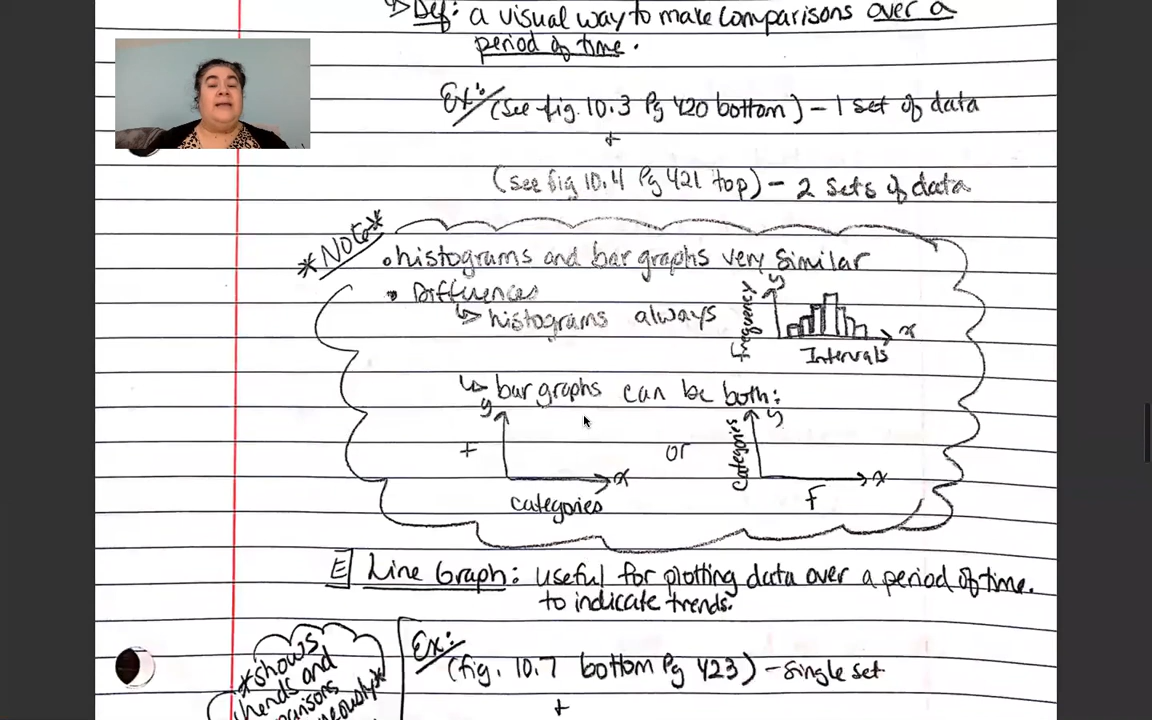 Def: a visual way to make comparisons over a
period of time.
Ex: (see fig. 10.3 Pg 420 bottom) - 1 set of data
+
(see fig 10.4 Pg 421 top) - 2 sets of data
*Note*
• histograms and bar graphs very similar
• Differences
↳ histograms always
y
frequency
x
Intervals
↳ bar graphs can be both:
y
f
x
categories
or
y
categories
x
F
E Line Graph: useful for plotting data over a period of time.
to indicate trends.
Ex: (fig. 10.7 bottom Pg 423) - single set
+
*shows
trends and